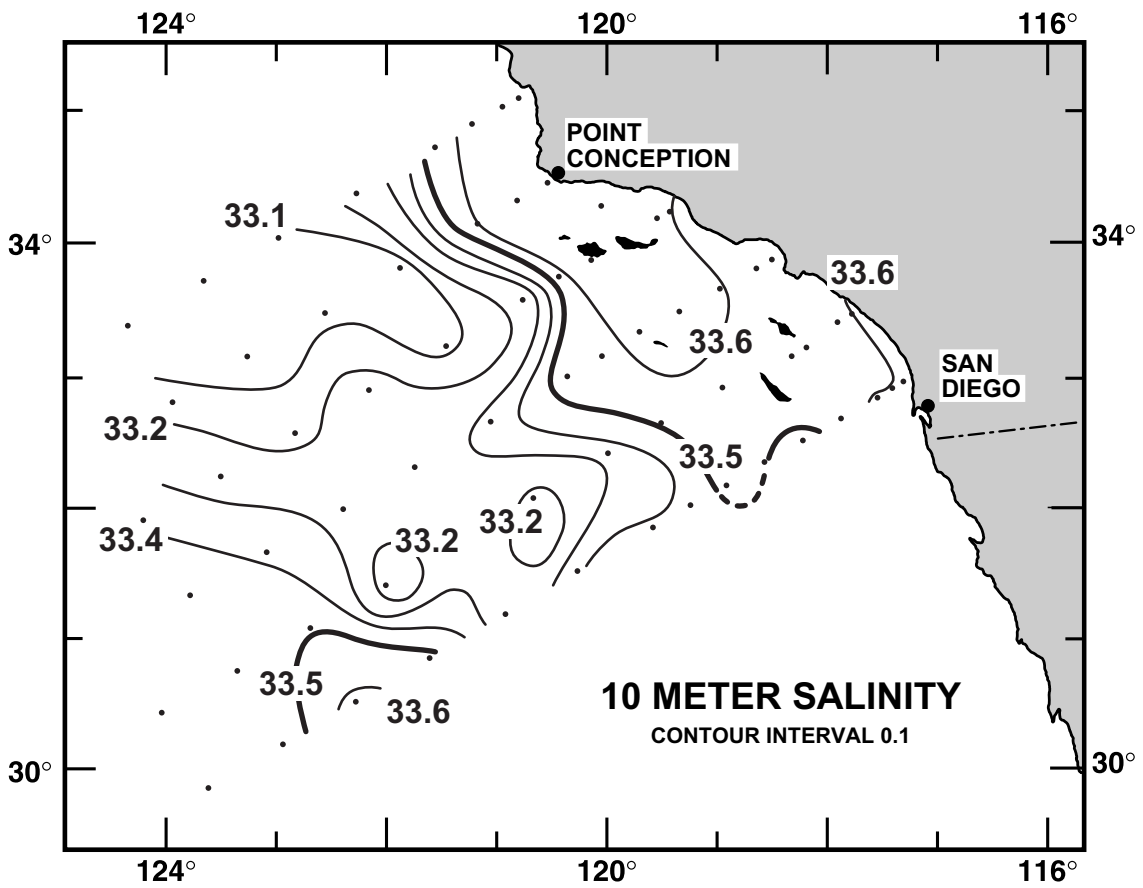 124° 120° 116°
POINT
CONCEPTION
33.1
34° 34°
33.6
33.6
SAN
DIEGO
33.2
33.5
33.2
33.4 33.2
33.5
33.6
10 METER SALINITY
CONTOUR INTERVAL 0.1
30° 30°
124° 120° 116°